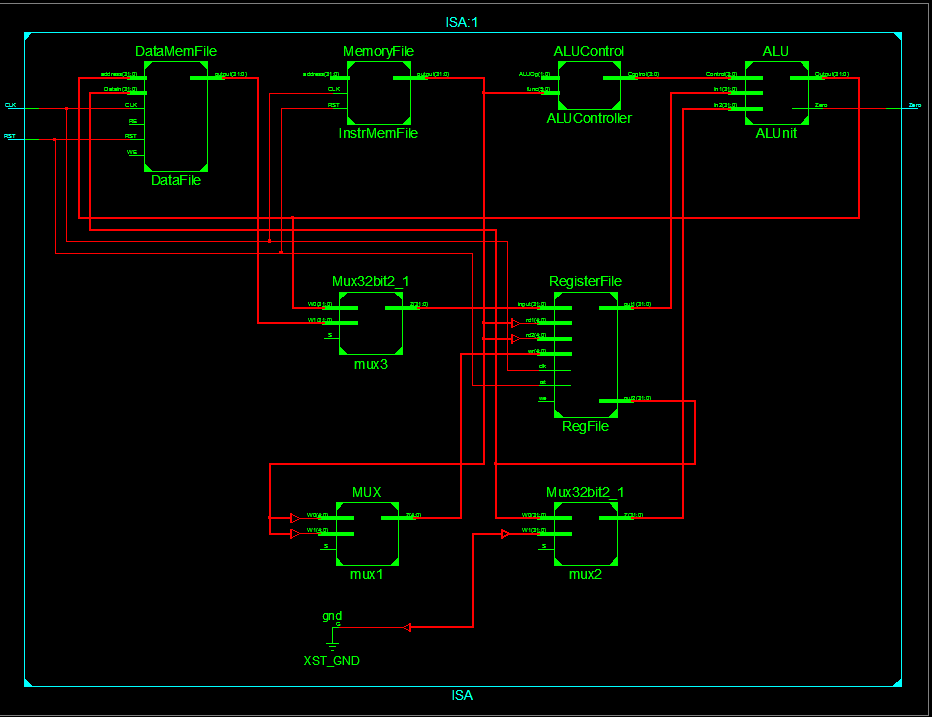 ISA:1
DataMemFile
MemoryFile
ALUControl
ALU
address(31:0)
output(31:0)
address(31:0)
output(31:0)
ALUOp(1:0)
Control(3:0)
Control(3:0)
Output(31:0)
DataIn(31:0)
CLK
func(5:0)
In1(31:0)
CLK
CLK
RST
In2(31:0)
Zero
Zero
RE
InstrMemFile
ALUController
ALUnit
RST
RST
WE
DataFile
Mux32bit2_1
RegisterFile
W0(31:0)
Z(31:0)
input(31:0)
out1(31:0)
W1(31:0)
rd1(4:0)
S
rd2(4:0)
wr(4:0)
mux3
clk
rst
we
out2(31:0)
RegFile
MUX
Mux32bit2_1
W0(4:0)
Z(4:0)
W0(31:0)
Z(31:0)
W1(4:0)
W1(31:0)
S
S
mux1
mux2
gnd
G
XST_GND
ISA